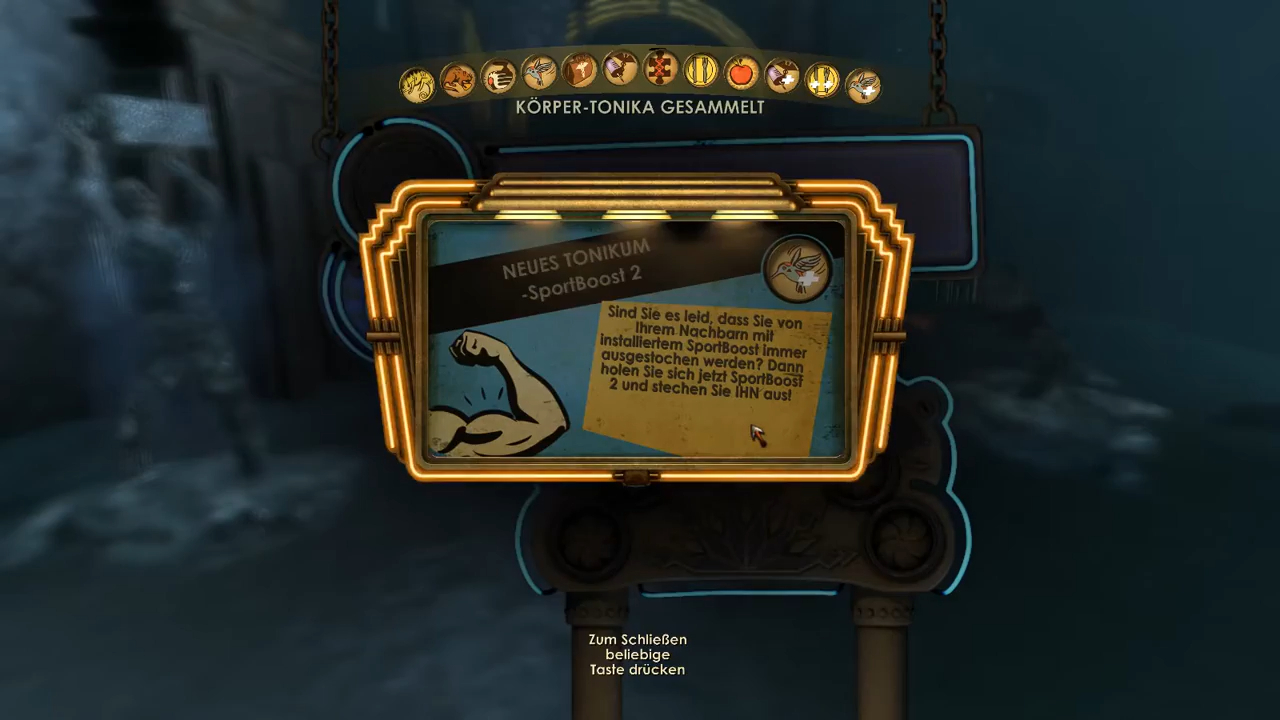 KÖRPER-TONIKA GESAMMELT
NEUES TONIKUM
-SportBoost 2
Sind Sie es leid, dass Sie von
Ihrem Nachbarn mit
installiertem SportBoost immer
ausgestochen werden? Dann
holen Sie sich jetzt SportBoost
2 und stechen Sie IHN aus!
Zum Schließen
beliebige
Taste drücken